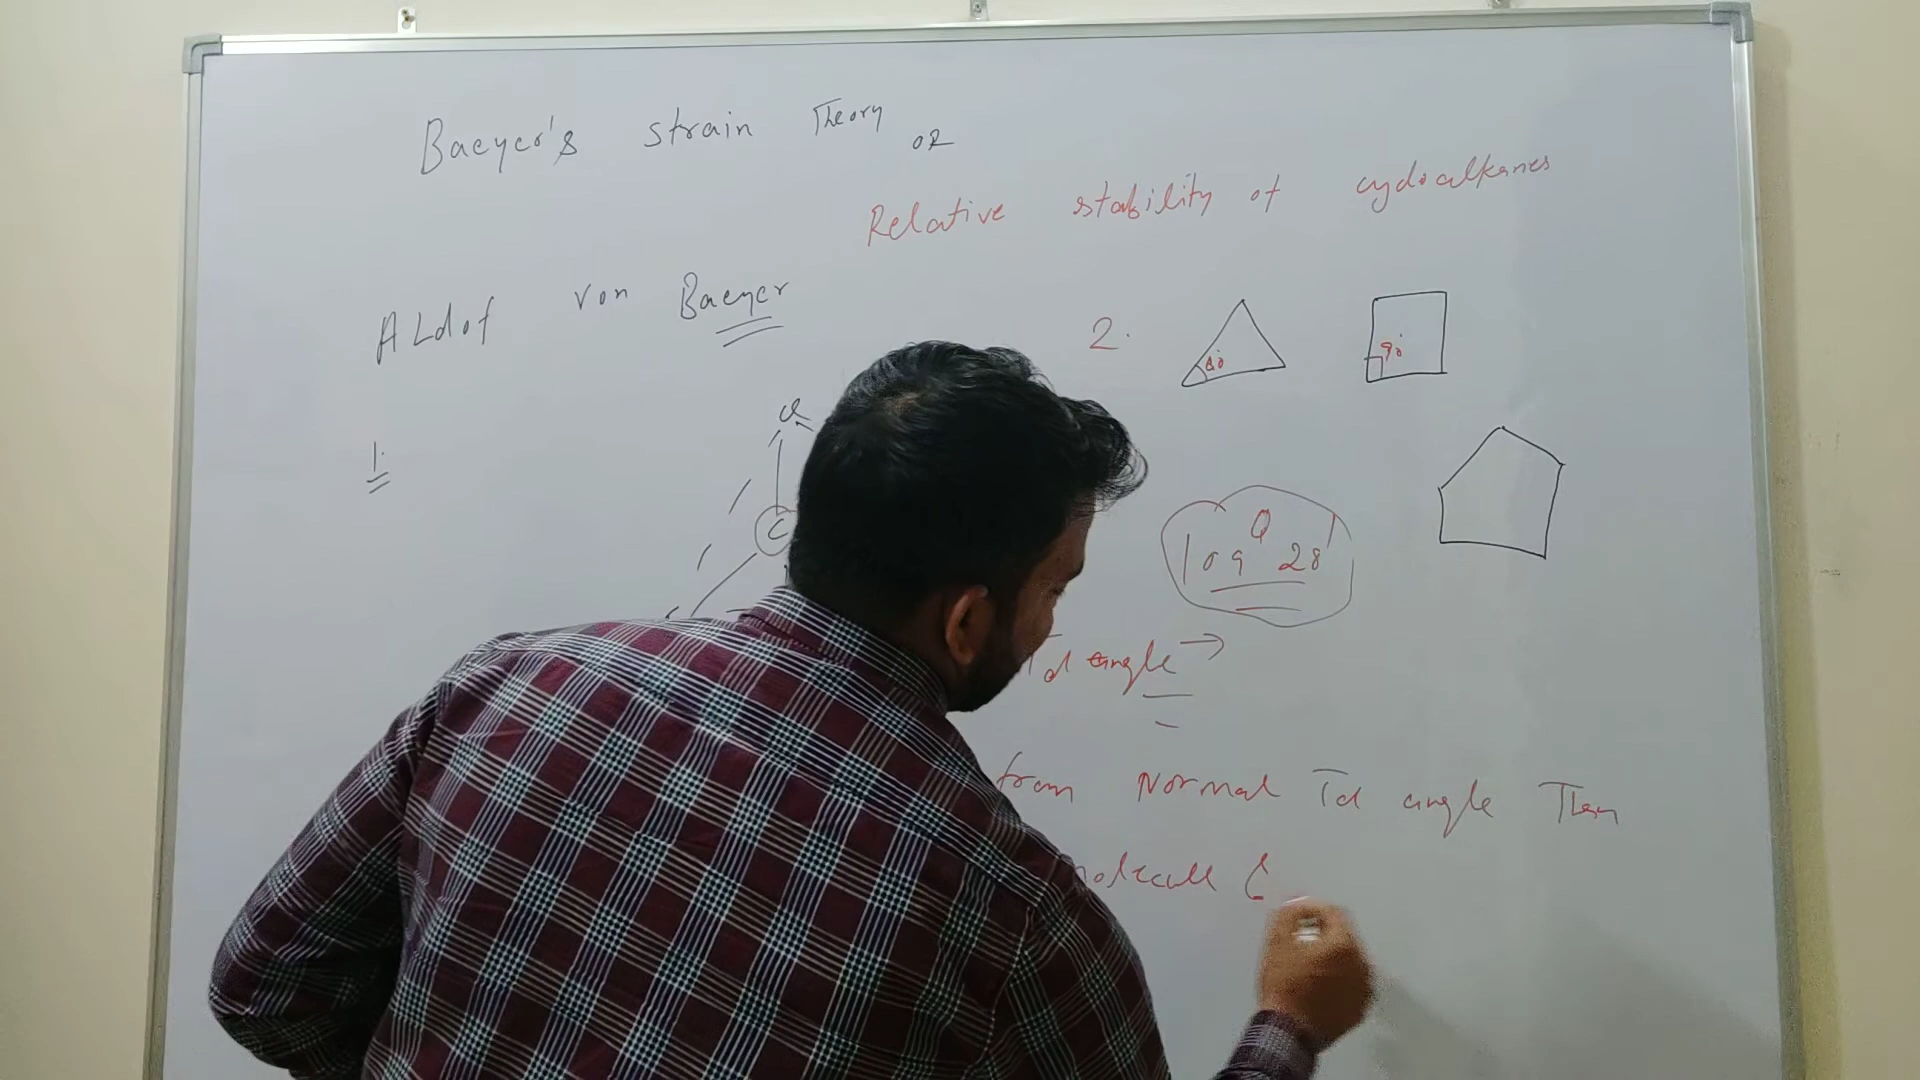 Baeyer's strain Theory OR
Relative stability of cycloalkanes
ALdof von Baeyer
1.
2.
60°
90°
C
109° 28'
Td angle →
from Normal Td angle Then
molecule (